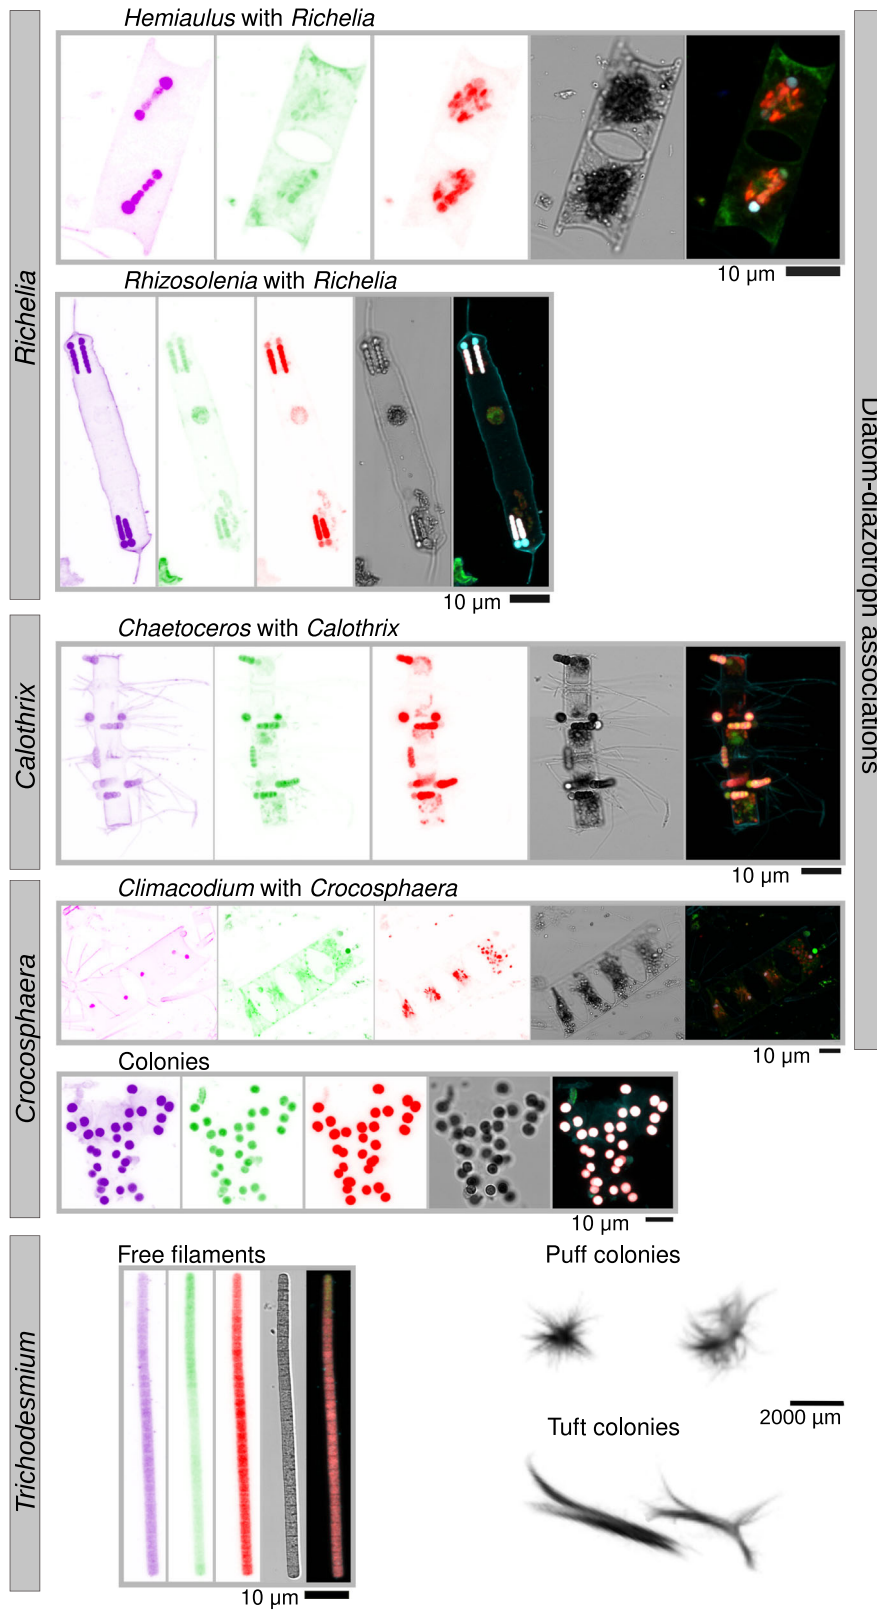 Hemiaulus with Richelia
10 µm
Richelia
Rhizosolenia with Richelia
10 µm
Diatom-diazotroph associations
Chaetoceros with Calothrix
Calothrix
10 µm
Climacodium with Crocosphaera
10 µm
Crocosphaera
Colonies
10 µm
Free filaments
Puff colonies
2000 µm
Trichodesmium
Tuft colonies
10 µm